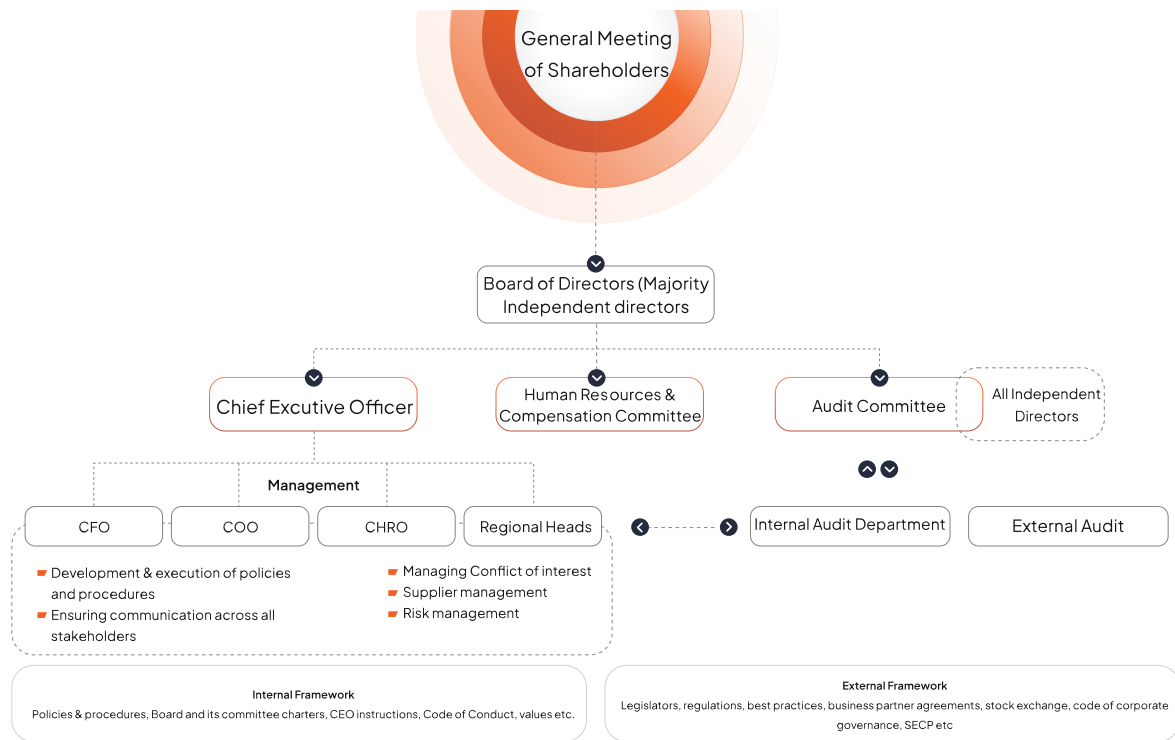 General Meeting
of Shareholders
Board of Directors (Majority
Independent directors
Chief Excutive Officer
Human Resources &
Compensation Committee
Audit Committee
All Independent
Directors
Management
CFO
COO
CHRO
Regional Heads
Internal Audit Department
External Audit
Development & execution of policies
and procedures
Ensuring communication across all
stakeholders
Managing Conflict of interest
Supplier management
Risk management
Internal Framework
Policies & procedures, Board and its committee charters, CEO instructions, Code of Conduct, values etc.
External Framework
Legislators, regulations, best practices, business partner agreements, stock exchange, code of corporate
governance, SECP etc